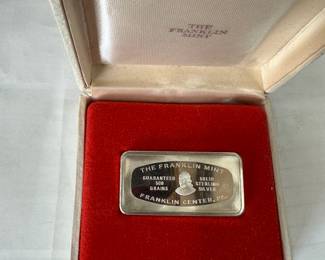 THE
FRANKLIN
MINT
THE FRANKLIN MINT
GUARANTEED SOLID
500 STERLING
GRAINS SILVER
FRANKLIN CENTER, PA.